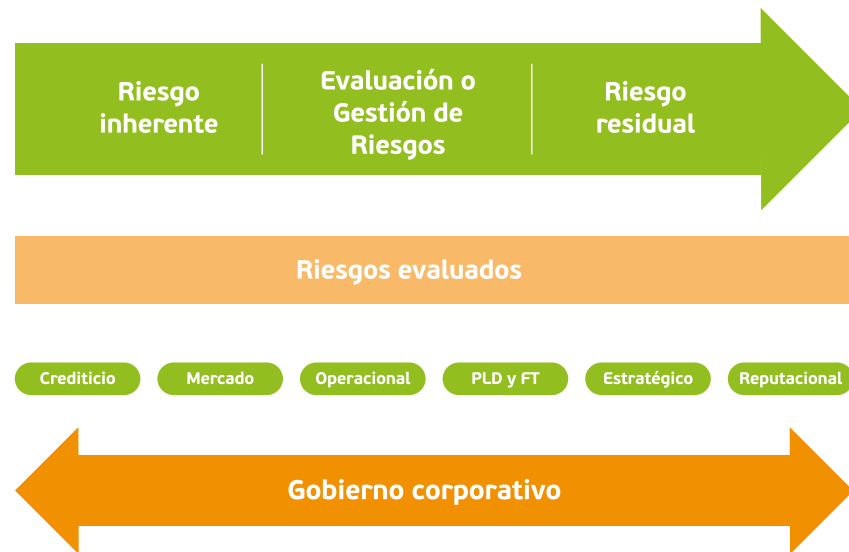 Riesgo
inherente
Evaluación o
Gestión de
Riesgos
Riesgo
residual
Riesgos evaluados
Crediticio
Mercado
Operacional
PLD y FT
Estratégico
Reputacional
Gobierno corporativo